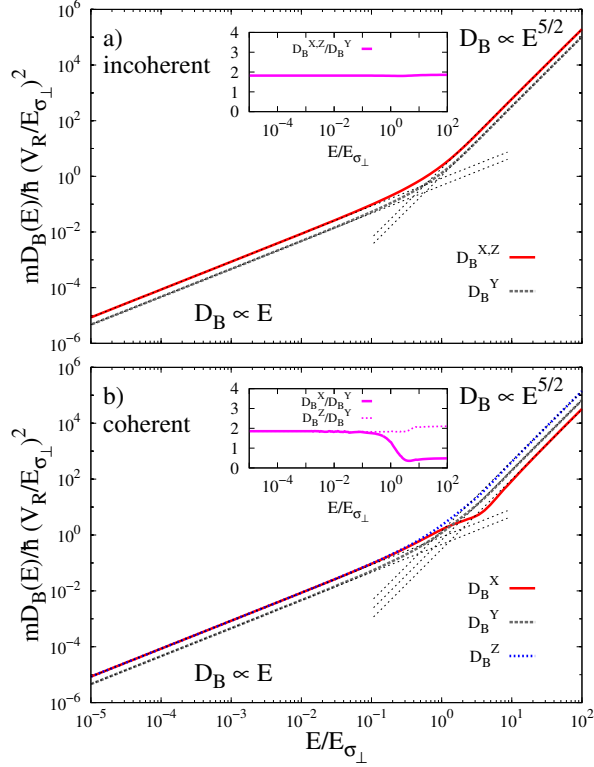 a)
incoherent
D_B ∝ E^{5/2}
D_B^{X,Z}/D_B^Y
4
3
2
1
0
10^{-4} 10^{-2} 10^0 10^2
E/E_{σ⊥}
10^6
10^4
10^2
10^0
10^{-2}
10^{-4}
10^{-6}
mD_B(E)/ħ (V_R/E_{σ⊥})^2
D_B^{X,Z}
D_B^Y
D_B ∝ E
b)
coherent
D_B ∝ E^{5/2}
D_B^X/D_B^Y
D_B^Z/D_B^Y
4
3
2
1
0
10^{-4} 10^{-2} 10^0 10^2
E/E_{σ⊥}
10^6
10^4
10^2
10^0
10^{-2}
10^{-4}
10^{-6}
mD_B(E)/ħ (V_R/E_{σ⊥})^2
D_B^X
D_B^Y
D_B^Z
D_B ∝ E
10^{-5} 10^{-4} 10^{-3} 10^{-2} 10^{-1} 10^0 10^1 10^2
E/E_{σ⊥}